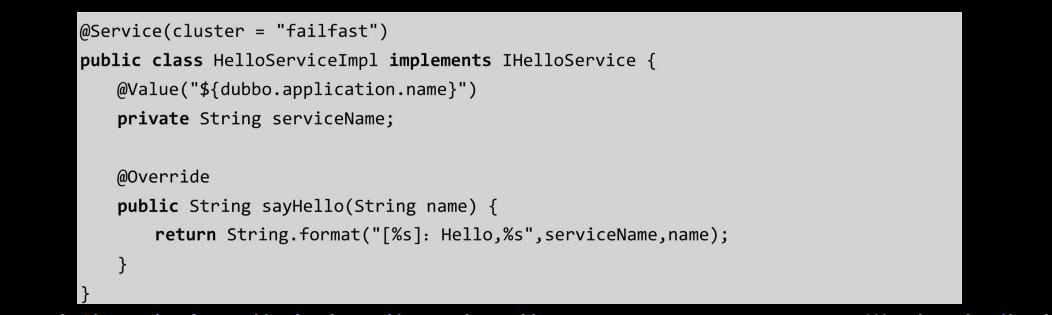 @Service(cluster = "failfast")
public class HelloServiceImpl implements IHelloService {
@Value("${dubbo.application.name}")
private String serviceName;
@Override
public String sayHello(String name) {
return String.format("[%s]：Hello,%s",serviceName,name);
}
}